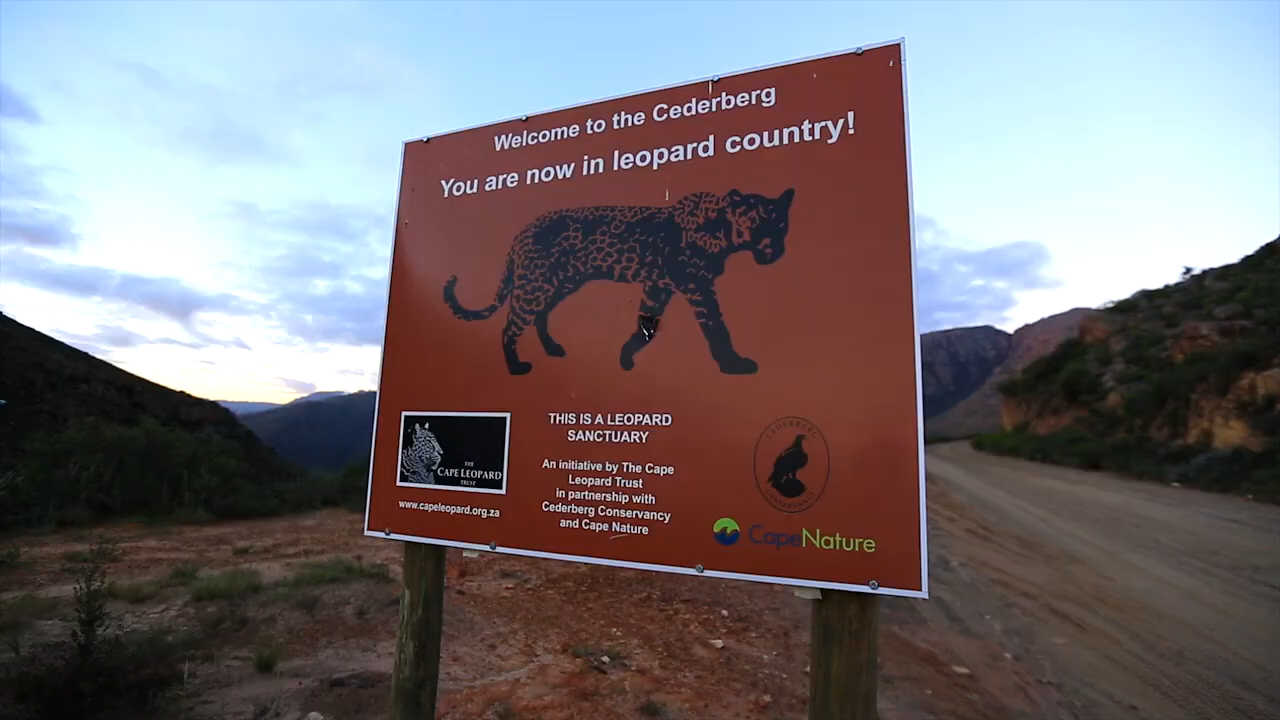 Welcome to the Cederberg
You are now in leopard country!
THIS IS A LEOPARD
SANCTUARY
An initiative by The Cape
Leopard Trust
in partnership with
Cederberg Conservancy
and Cape Nature
THE
CAPE LEOPARD
TRUST
www.capeleopard.org.za
CEDERBERG
CONSERVANCY
CapeNature